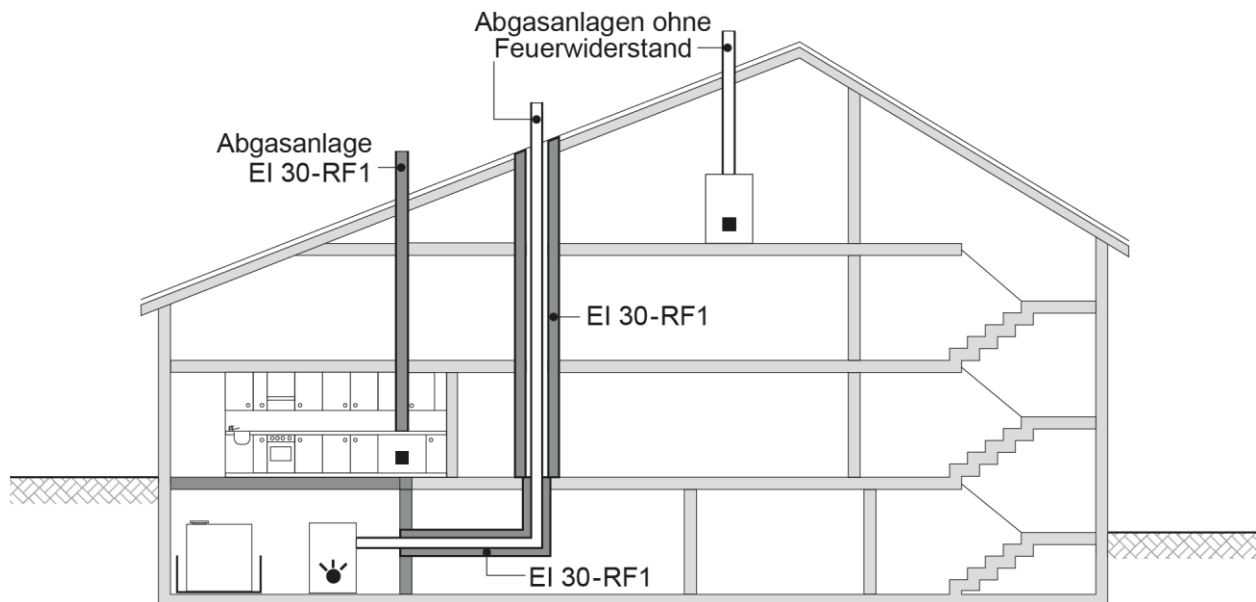 Abgasanlagen ohne
Feuerwiderstand
Abgasanlage
EI 30-RF1
EI 30-RF1
EI 30-RF1